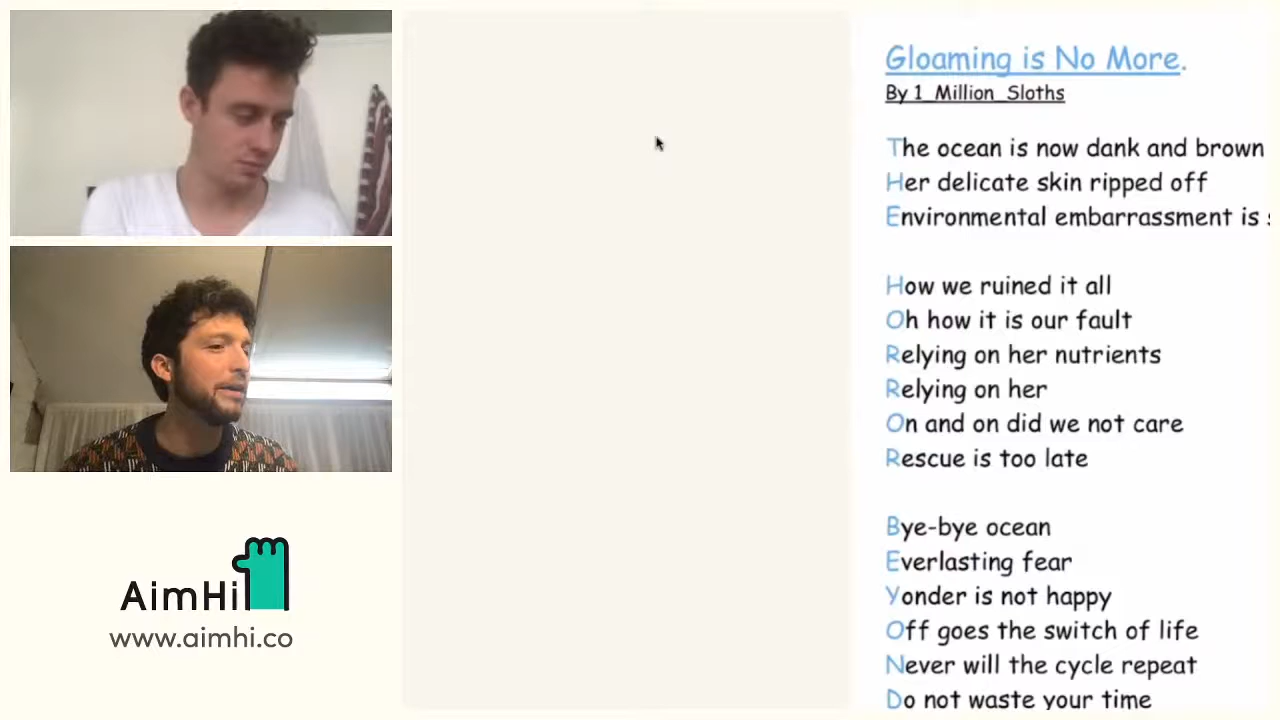 AimHi
www.aimhi.co
Gloaming is No More.
By 1_Million_Sloths
The ocean is now dank and brown
Her delicate skin ripped off
Environmental embarrassment is
How we ruined it all
Oh how it is our fault
Relying on her nutrients
Relying on her
On and on did we not care
Rescue is too late
Bye-bye ocean
Everlasting fear
Yonder is not happy
Off goes the switch of life
Never will the cycle repeat
Do not waste your time